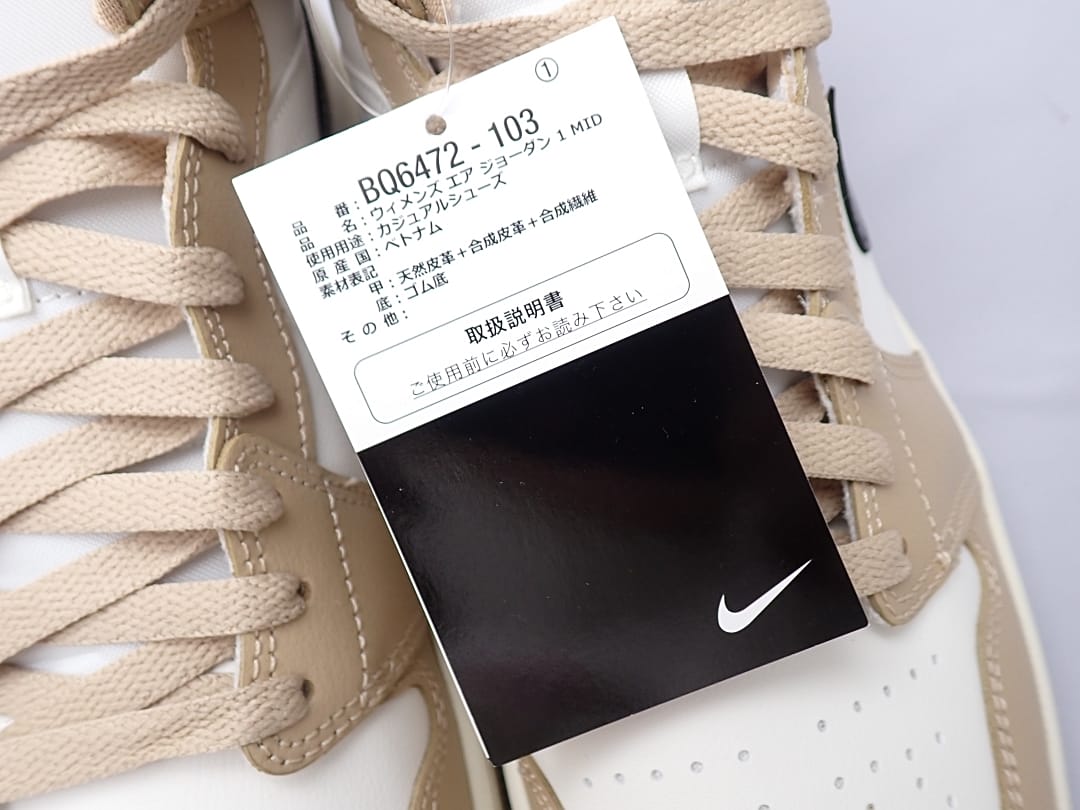 ①
品番：BQ6472 - 103
品名：ウィメンズ エア ジョーダン 1 MID
使用用途：カジュアルシューズ
原産国：ベトナム
素材表記
甲：天然皮革＋合成皮革＋合成繊維
底：ゴム底
その他：
取扱説明書
ご使用前に必ずお読み下さい